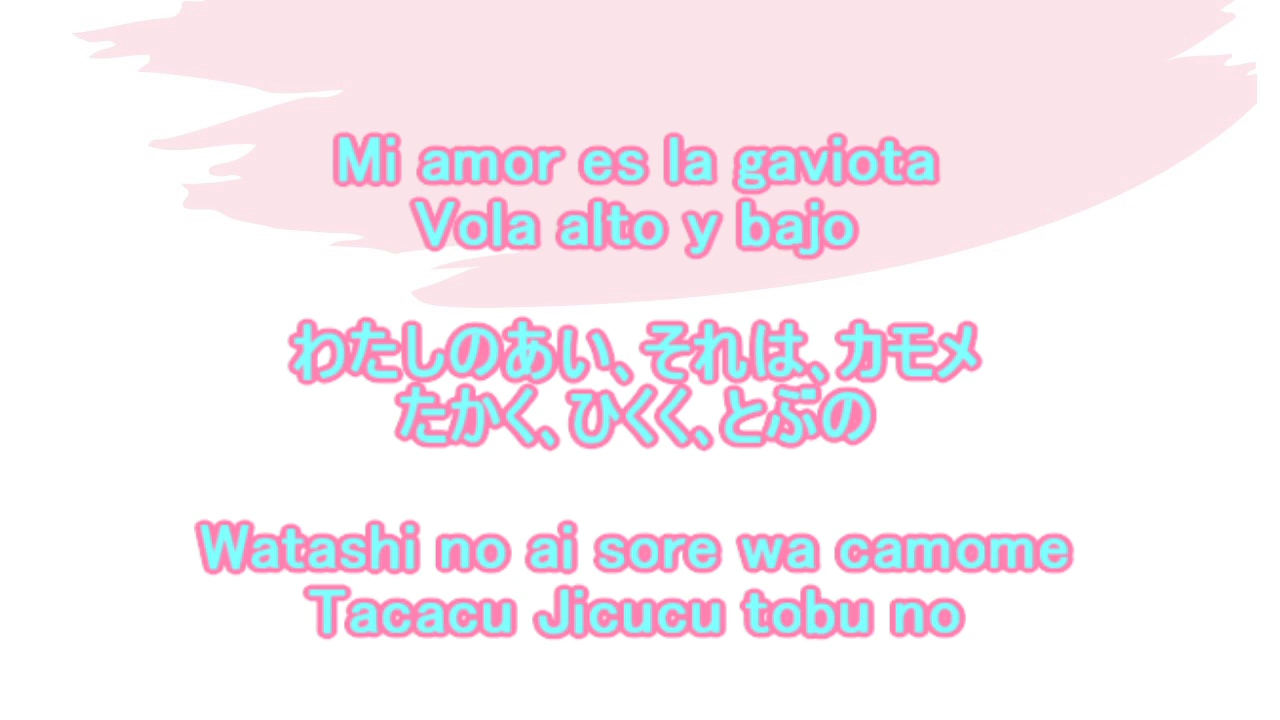 Mi amor es la gaviota
Vola alto y bajo
わたしのあい、それは、カモメ
たかく、ひくく、とぶの
Watashi no ai sore wa camome
Tacacu Jicucu tobu no